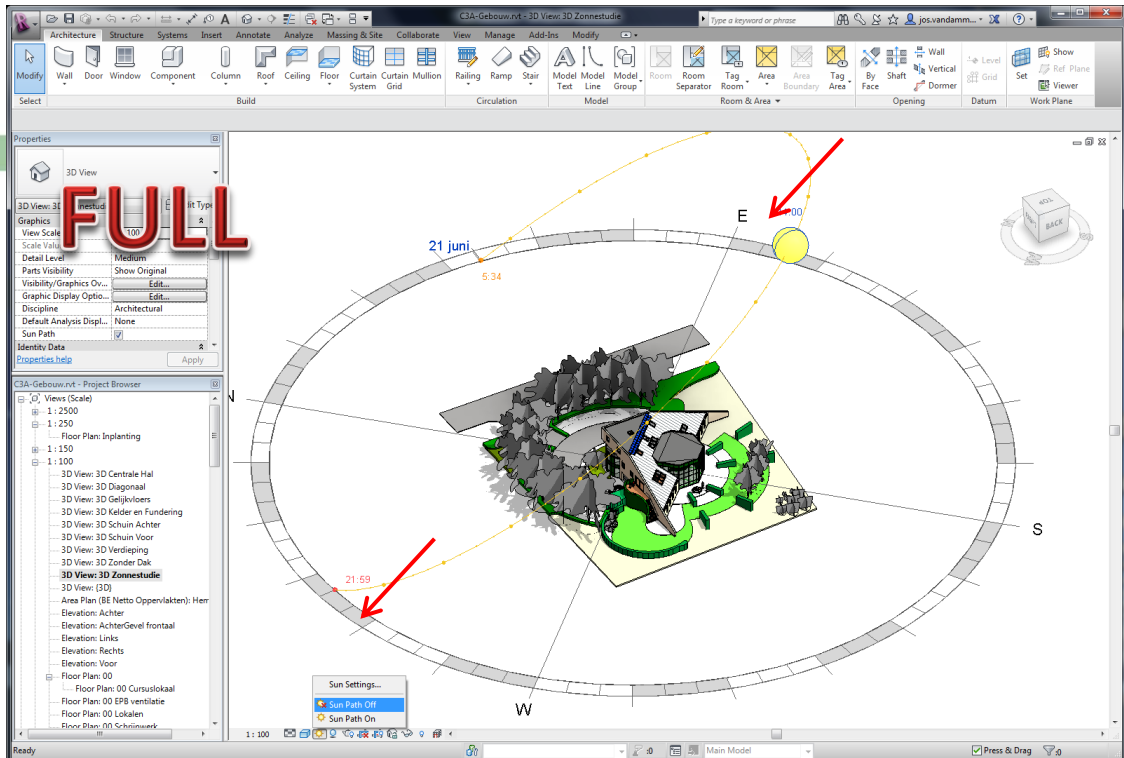 C3A-Gebouw.rvt - 3D View: 3D Zonnestudie
Type a keyword or phrase
jos.vandamm...
Architecture Structure Systems Insert Annotate Analyze Massing & Site Collaborate View Manage Add-Ins Modify
Modify Wall Door Window Component Column Roof Ceiling Floor Curtain System Curtain Grid Mullion Railing Ramp Stair Model Text Model Line Model Group Room Room Separator Tag Room Area Area Boundary Tag Area By Face Shaft Wall Vertical Dormer Level Grid Set Show Ref Plane Viewer
Select Build Circulation Model Room & Area Opening Datum Work Plane
Properties
3D View
FULL
Graphics
Detail Level Medium
Parts Visibility Show Original
Visibility/Graphics Ov... Edit...
Graphic Display Optio... Edit...
Discipline Architectural
Default Analysis Displ... None
Sun Path
Identity Data
Properties help Apply
C3A-Gebouw.rvt - Project Browser
Views (Scale)
1 : 2500
1 : 250
Floor Plan: Inplanting
1 : 150
1 : 100
3D View: 3D Centrale Hal
3D View: 3D Diagonaal
3D View: 3D Gelijkvloers
3D View: 3D Kelder en Fundering
3D View: 3D Schuin Achter
3D View: 3D Schuin Voor
3D View: 3D Verdieping
3D View: 3D Zonder Dak
3D View: 3D Zonnestudie
3D View: {3D}
Area Plan (BE Netto Oppervlakten): Hem
Elevation: Achter
Elevation: AchterGevel frontaal
Elevation: Links
Elevation: Rechts
Elevation: Voor
Floor Plan: 00
Floor Plan: 00 Cursuslokaal
Floor Plan: 00 EPB ventilatie
Floor Plan: 00 Lokalen
Floor Plan: 00 Schrijnwerk
E
21 juni
5:34
S
21:59
W
BACK
TOP
Sun Settings...
Sun Path Off
Sun Path On
1 : 100
Ready
:0
Main Model
Press & Drag
:0